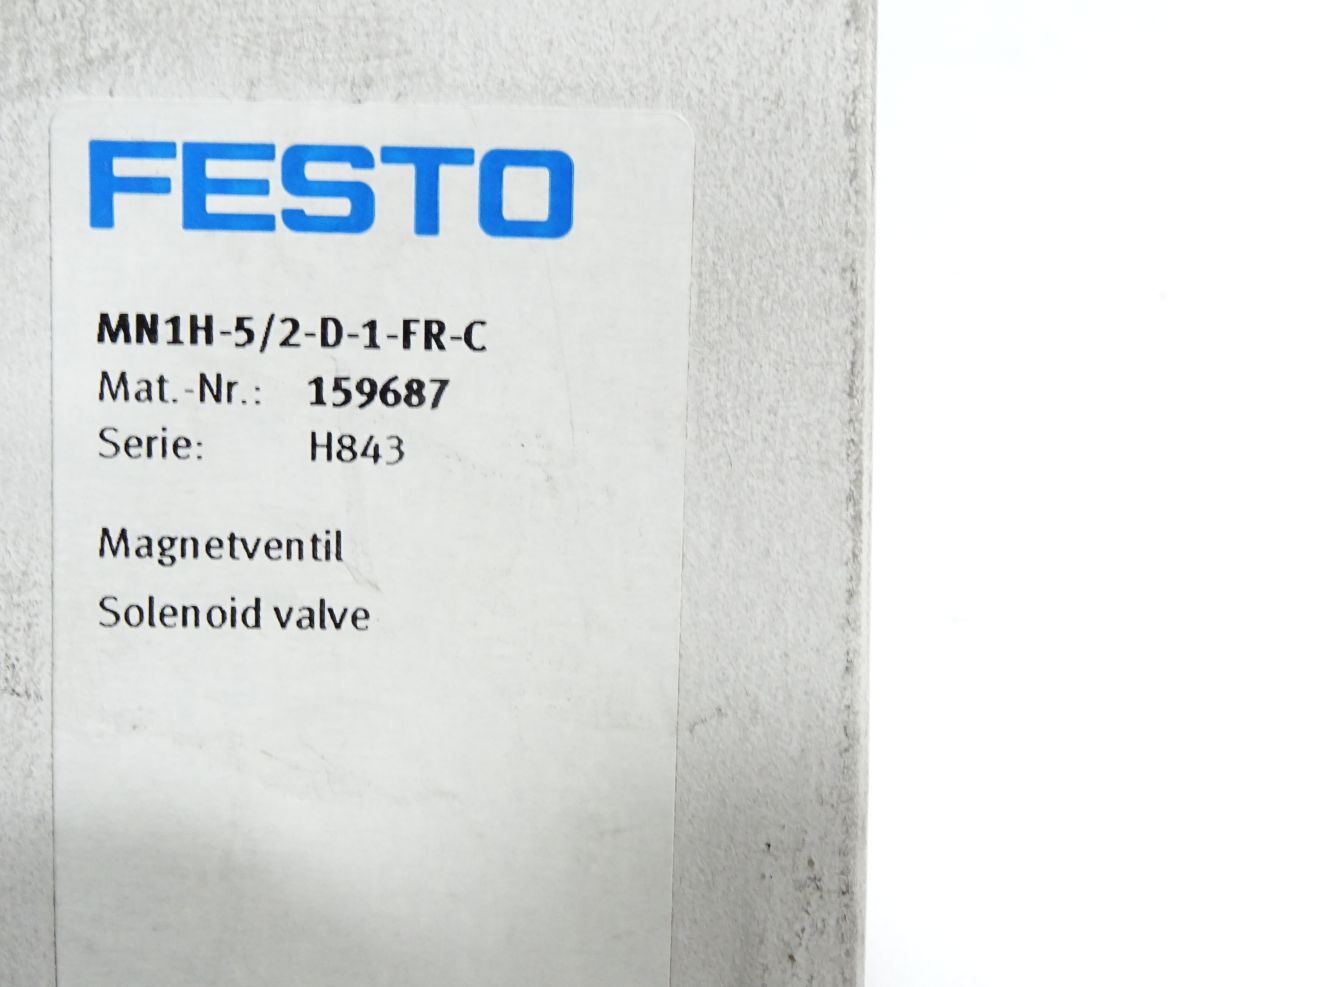 FESTO
MN1H-5/2-D-1-FR-C
Mat.-Nr.: 159687
Serie: H843
Magnetventil
Solenoid valve